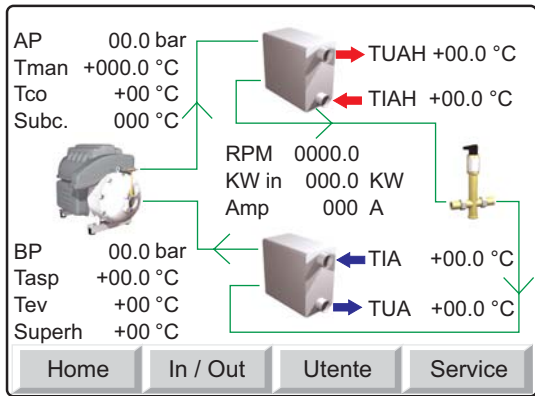 AP 00.0 bar
Tman +000.0 °C
Tco +00 °C
Subc. 000 °C
TUAH +00.0 °C
TIAH +00.0 °C
RPM 0000.0
KW in 000.0 KW
Amp 000 A
BP 00.0 bar
Tasp +00.0 °C
Tev +00 °C
Superh +00 °C
TIA +00.0 °C
TUA +00.0 °C
Home In / Out Utente Service